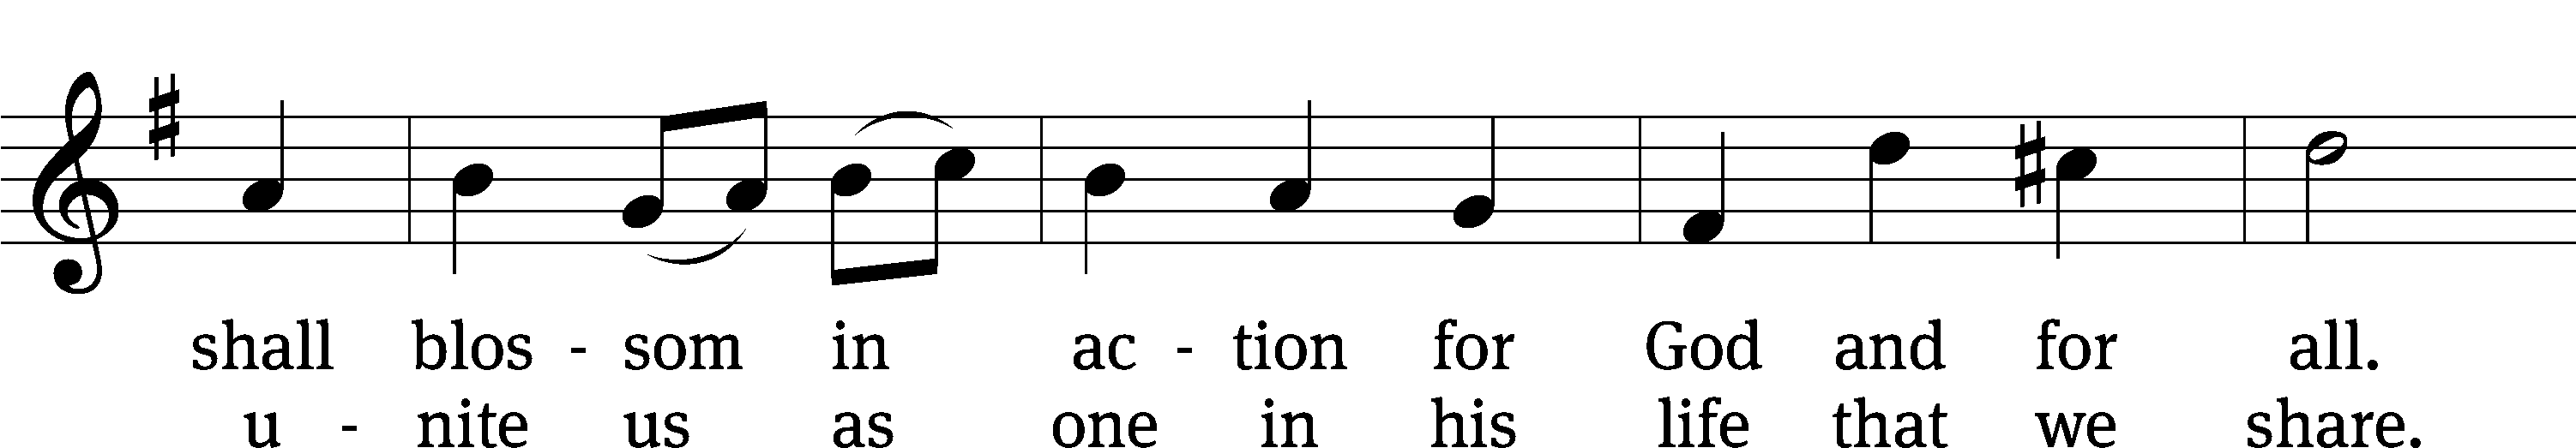 shall blos - som in ac - tion for God and for all.
u - nite us as one in his life that we share.